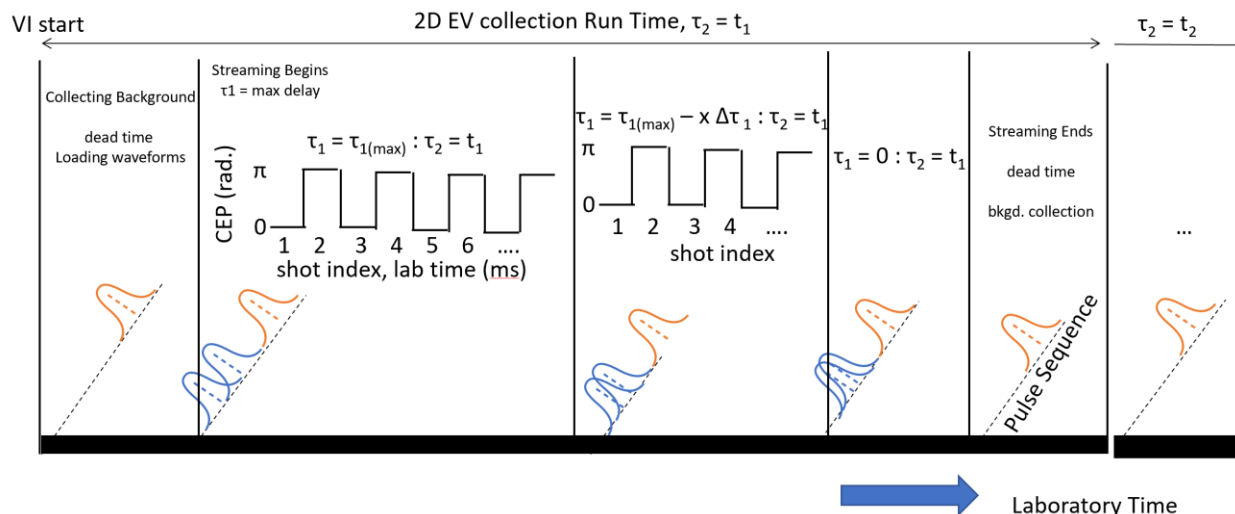 VI start
2D EV collection Run Time, τ₂ = t₁
τ₂ = t₂
Collecting Background
dead time
Loading waveforms
Streaming Begins
τ1 = max delay
τ₁ = τ₁₍max₎ : τ₂ = t₁
CEP (rad.)
π
0
1 2 3 4 5 6 ....
shot index, lab time (ms)
τ₁ = τ₁₍max₎ – x Δτ ₁ : τ₂ = t₁
π
0
1 2 3 4 ....
shot index
τ₁ = 0 : τ₂ = t₁
Streaming Ends
dead time
bkgd. collection
...
Pulse Sequence
Laboratory Time